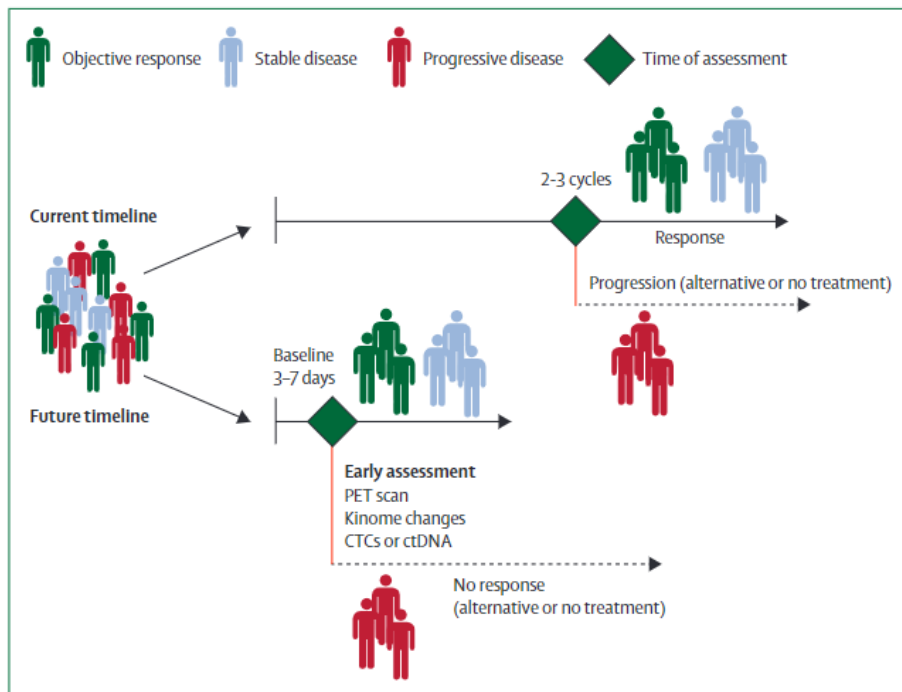 Objective response
Stable disease
Progressive disease
Time of assessment
2-3 cycles
Current timeline
Response
Progression (alternative or no treatment)
Baseline
3–7 days
Future timeline
Early assessment
PET scan
Kinome changes
CTCs or ctDNA
No response
(alternative or no treatment)